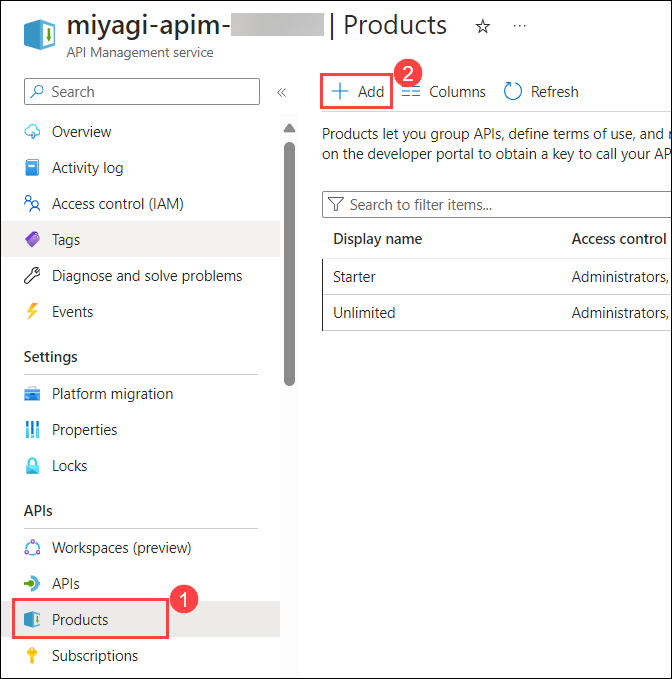 miyagi-apim- | Products
API Management service
Search
Overview
Activity log
Access control (IAM)
Tags
Diagnose and solve problems
Events
Settings
Platform migration
Properties
Locks
APIs
Workspaces (preview)
APIs
Products
1
Subscriptions
2
Add Columns Refresh
Products let you group APIs, define terms of use, and
on the developer portal to obtain a key to call your AP
Search to filter items...
Display name Access control
Starter Administrators,
Unlimited Administrators,